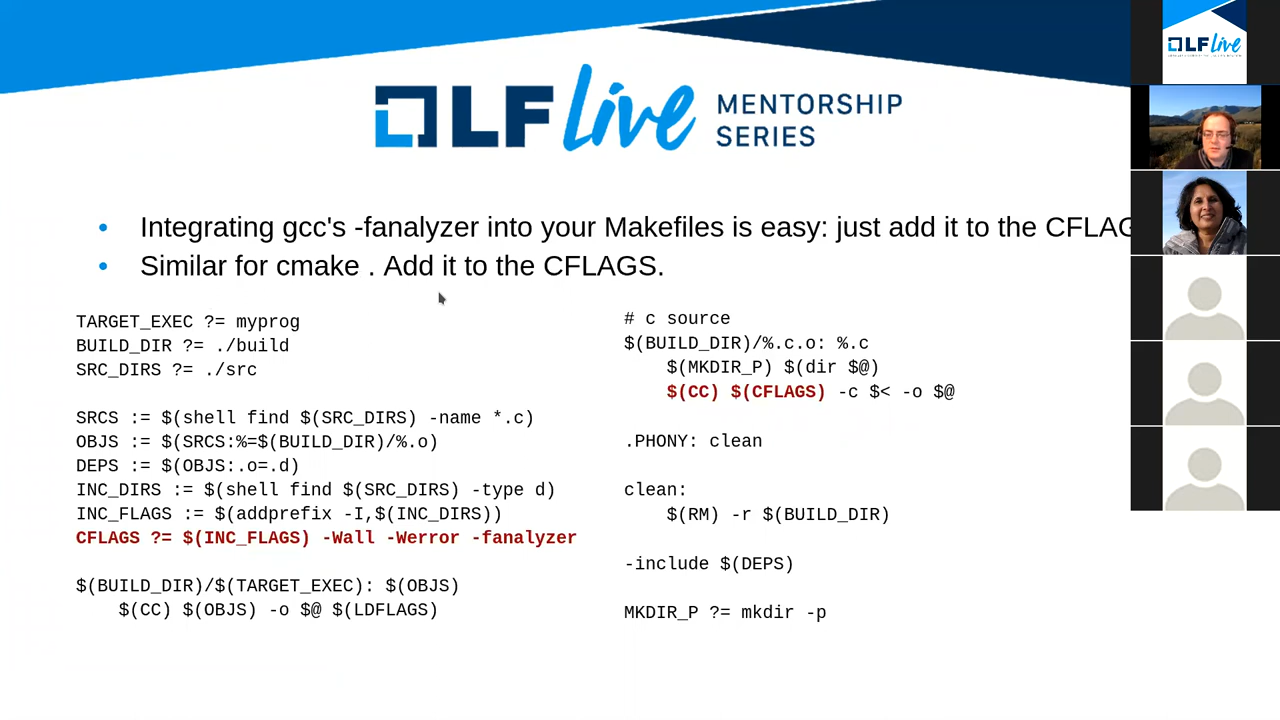 LF live MENTORSHIP
SERIES
LF live
• Integrating gcc's -fanalyzer into your Makefiles is easy: just add it to the
• Similar for cmake . Add it to the CFLAGS.
TARGET_EXEC ?= myprog
BUILD_DIR ?= ./build
SRC_DIRS ?= ./src
SRCS := $(shell find $(SRC_DIRS) -name *.c)
OBJS := $(SRCS:%=$(BUILD_DIR)/%.o)
DEPS := $(OBJS:.o=.d)
INC_DIRS := $(shell find $(SRC_DIRS) -type d)
INC_FLAGS := $(addprefix -I,$(INC_DIRS))
CFLAGS ?= $(INC_FLAGS) -Wall -Werror -fanalyzer
$(BUILD_DIR)/$(TARGET_EXEC): $(OBJS)
$(CC) $(OBJS) -o $@ $(LDFLAGS)
# c source
$(BUILD_DIR)/%.c.o: %.c
$(MKDIR_P) $(dir $@)
$(CC) $(CFLAGS) -c $< -o $@
.PHONY: clean
clean:
$(RM) -r $(BUILD_DIR)
-include $(DEPS)
MKDIR_P ?= mkdir -p